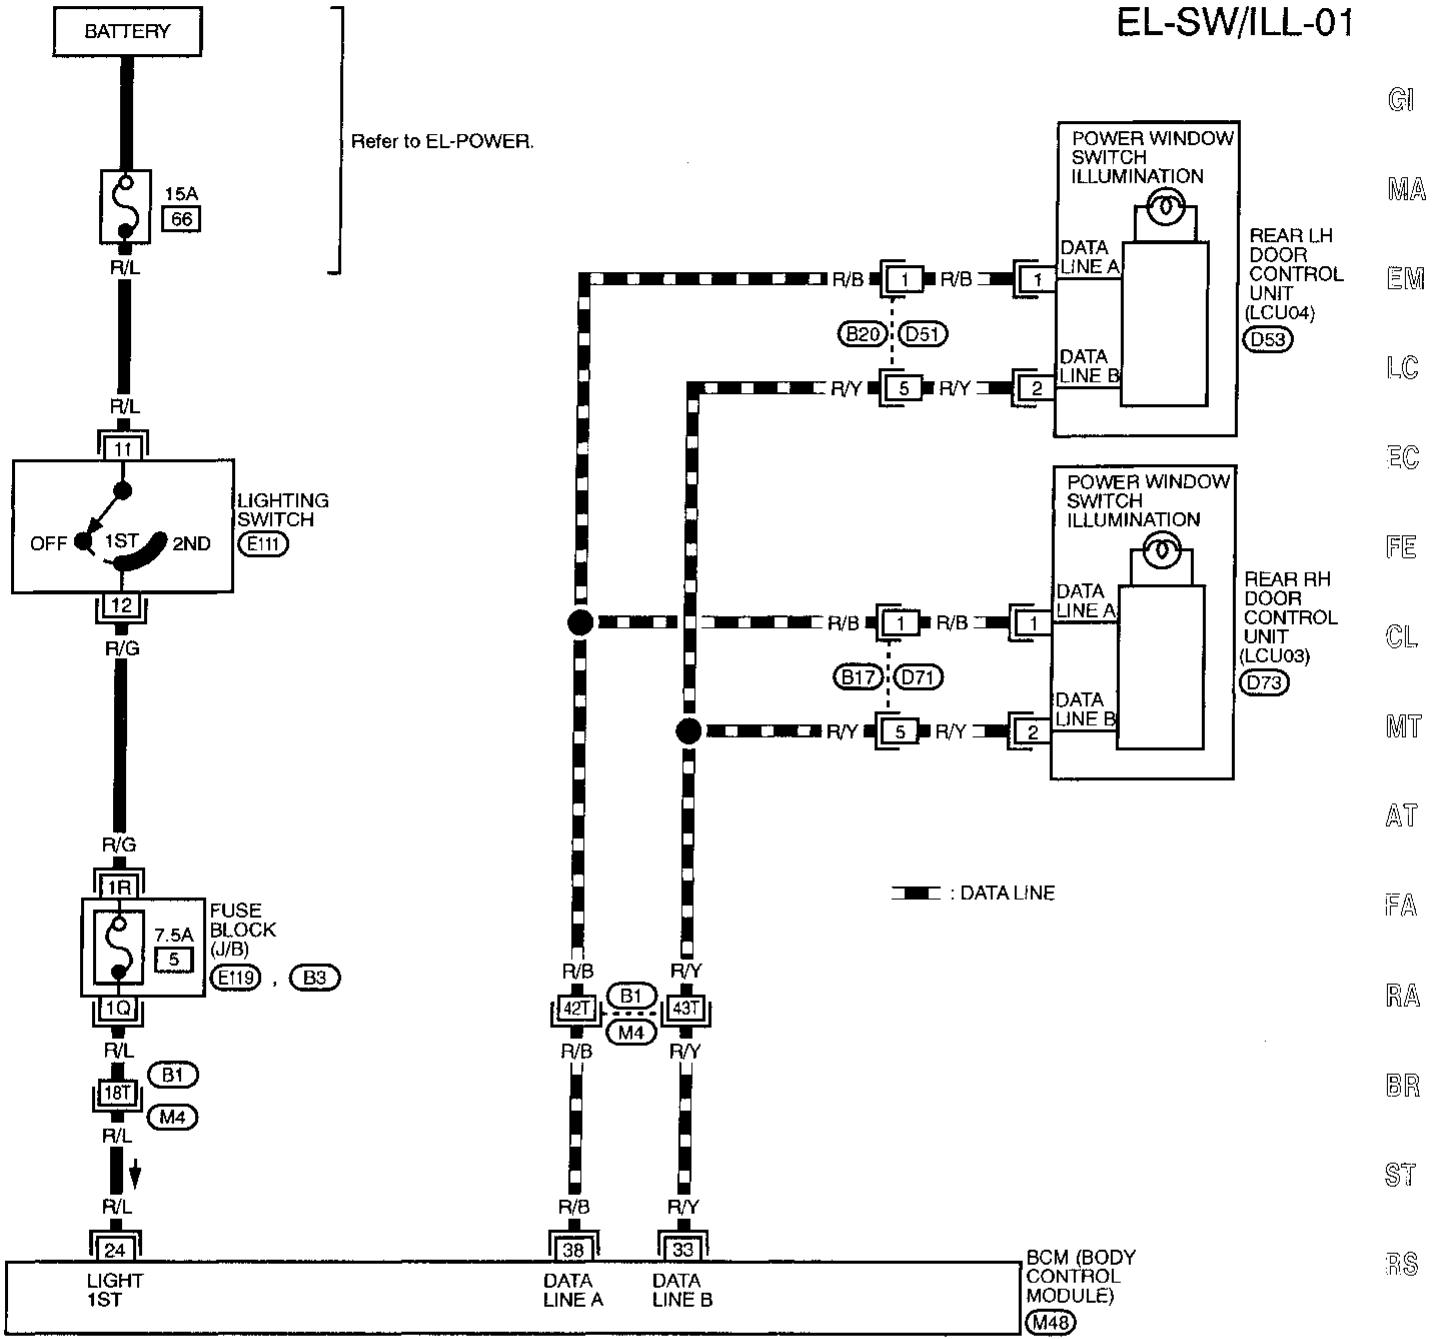 EL-SW/ILL-01
BATTERY
Refer to EL-POWER.
15A
66
R/L
R/L
11
LIGHTING
SWITCH
E111
OFF
1ST
2ND
12
R/G
R/G
1R
FUSE
BLOCK
(J/B)
E119 , B3
7.5A
5
1Q
R/L
B1
18T
M4
R/L
R/L
24
LIGHT
1ST
POWER WINDOW
SWITCH
ILLUMINATION
DATA
LINE A
R/B
1
R/B
1
B20
D51
DATA
LINE B
R/Y
5
R/Y
2
REAR LH
DOOR
CONTROL
UNIT
(LCU04)
D53
POWER WINDOW
SWITCH
ILLUMINATION
DATA
LINE A
R/B
1
R/B
1
B17
D71
DATA
LINE B
R/Y
5
R/Y
2
REAR RH
DOOR
CONTROL
UNIT
(LCU03)
D73
: DATA LINE
R/B
R/Y
42T
B1
M4
43T
R/B
R/Y
R/B
R/Y
38
33
DATA
LINE A
DATA
LINE B
BCM (BODY
CONTROL
MODULE)
M48
GI
MA
EM
LC
EC
FE
CL
MT
AT
FA
RA
BR
ST
RS